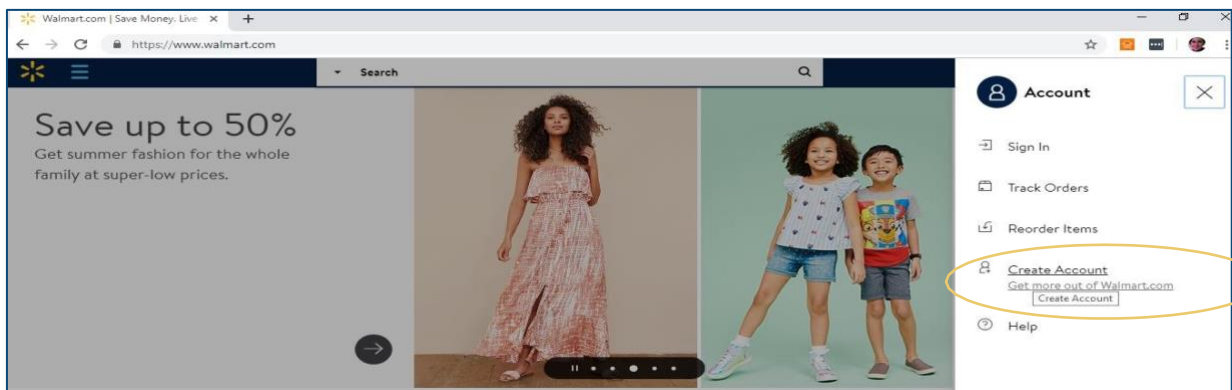 Walmart.com | Save Money. Live
https://www.walmart.com
Search
Save up to 50%
Get summer fashion for the whole
family at super-low prices.
Account
Sign In
Track Orders
Reorder Items
Create Account
Get more out of Walmart.com
Create Account
Help